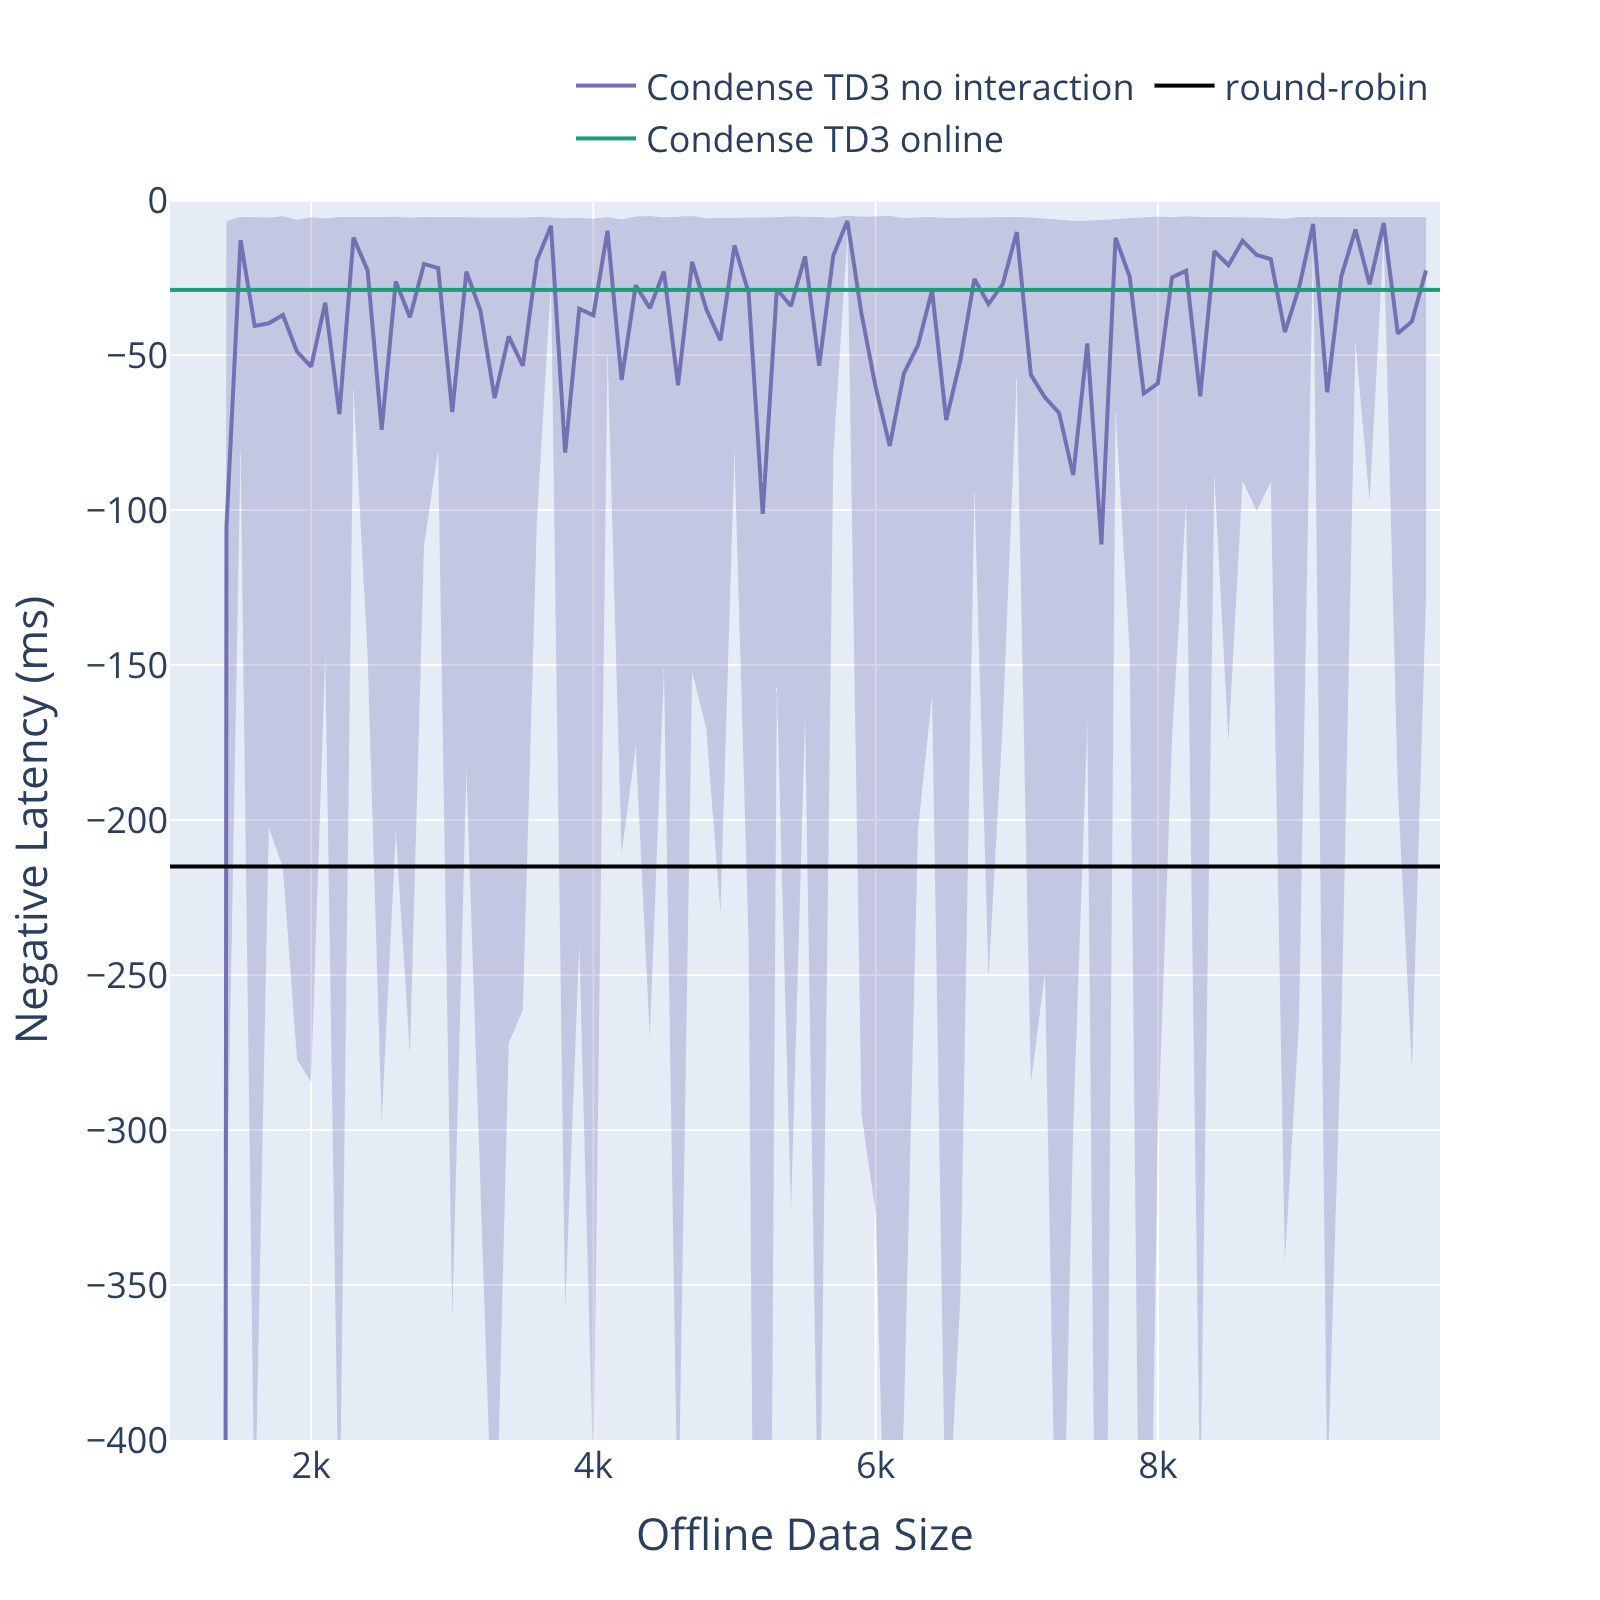 Condense TD3 no interaction
round-robin
Condense TD3 online
0
−50
−100
−150
−200
−250
−300
−350
−400
Negative Latency (ms)
2k
4k
6k
8k
Offline Data Size